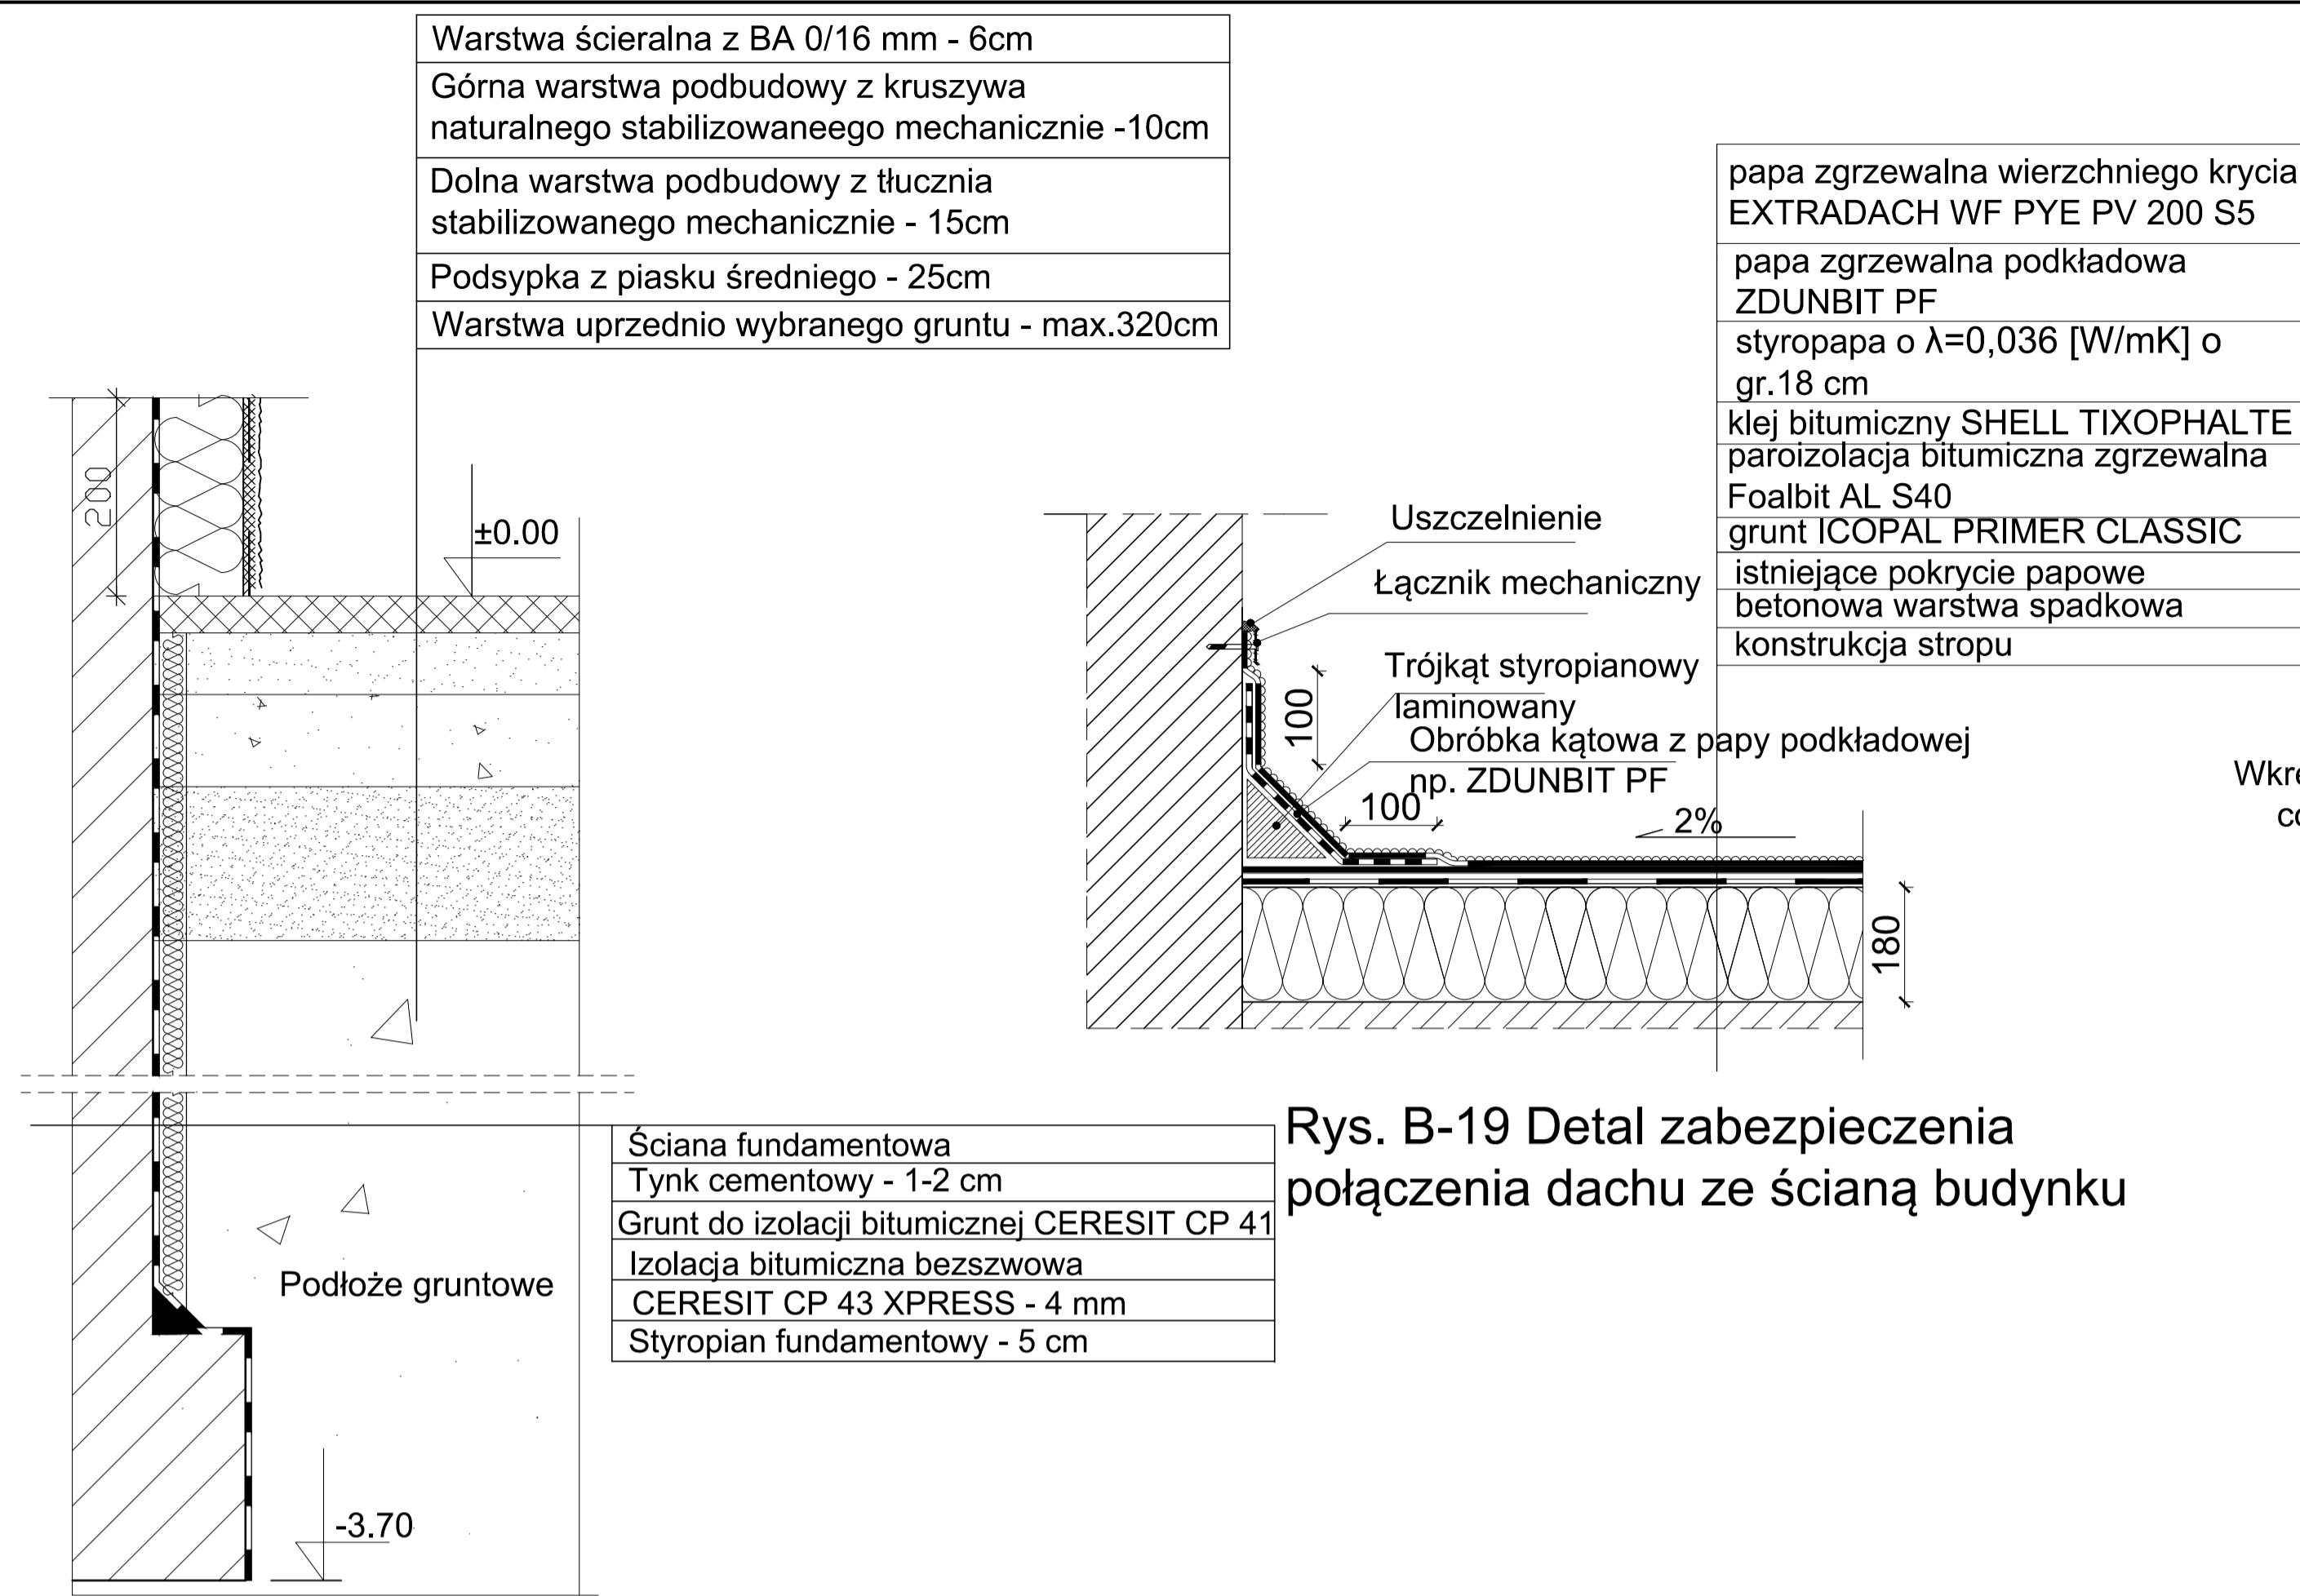 Warstwa ścieralna z BA 0/16 mm - 6cm
Górna warstwa podbudowy z kruszywa
naturalnego stabilizowaneego mechanicznie -10cm
Dolna warstwa podbudowy z tłucznia
stabilizowanego mechanicznie - 15cm
Podsypka z piasku średniego - 25cm
Warstwa uprzednio wybranego gruntu - max.320cm
200
±0.00
Ściana fundamentowa
Tynk cementowy - 1-2 cm
Grunt do izolacji bitumicznej CERESIT CP 41
Izolacja bitumiczna bezszwowa
CERESIT CP 43 XPRESS - 4 mm
Styropian fundamentowy - 5 cm
Podłoże gruntowe
-3.70
papa zgrzewalna wierzchniego krycia
EXTRADACH WF PYE PV 200 S5
papa zgrzewalna podkładowa
ZDUNBIT PF
styropapa o λ=0,036 [W/mK] o
gr.18 cm
klej bitumiczny SHELL TIXOPHALTE
paroizolacja bitumiczna zgrzewalna
Foalbit AL S40
grunt ICOPAL PRIMER CLASSIC
istniejące pokrycie papowe
betonowa warstwa spadkowa
konstrukcja stropu
Uszczelnienie
Łącznik mechaniczny
Trójkąt styropianowy
laminowany
Obróbka kątowa z papy podkładowej
np. ZDUNBIT PF
100
100
2%
180
Rys. B-19 Detal zabezpieczenia
połączenia dachu ze ścianą budynku